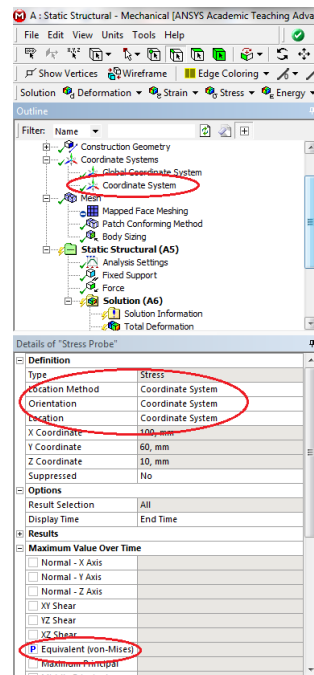 A : Static Structural - Mechanical [ANSYS Academic Teaching Adva
File Edit View Units Tools Help
Show Vertices Wireframe Edge Coloring
Solution Deformation Strain Stress Energy
Outline
Filter: Name
Construction Geometry
Coordinate Systems
Global Coordinate System
Coordinate System
Mesh
Mapped Face Meshing
Patch Conforming Method
Body Sizing
Static Structural (A5)
Analysis Settings
Fixed Support
Force
Solution (A6)
Solution Information
Total Deformation
Details of "Stress Probe"
Definition
Type Stress
Location Method Coordinate System
Orientation Coordinate System
Location Coordinate System
X Coordinate 100, mm
Y Coordinate 60, mm
Z Coordinate 10, mm
Suppressed No
Options
Result Selection All
Display Time End Time
Results
Maximum Value Over Time
Normal - X Axis
Normal - Y Axis
Normal - Z Axis
XY Shear
YZ Shear
XZ Shear
P Equivalent (von-Mises)
Maximum Principal